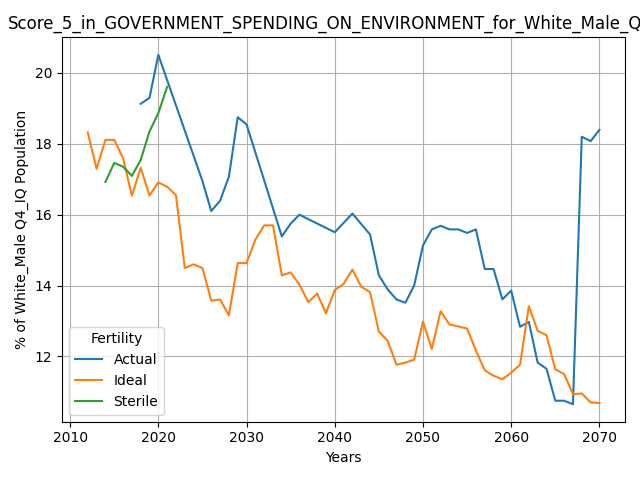 Score_5_in_GOVERNMENT_SPENDING_ON_ENVIRONMENT_for_White_Male_Q
% of White_Male Q4_IQ Population
20
18
16
14
12
Fertility
Actual
Ideal
Sterile
2010 2020 2030 2040 2050 2060 2070
Years